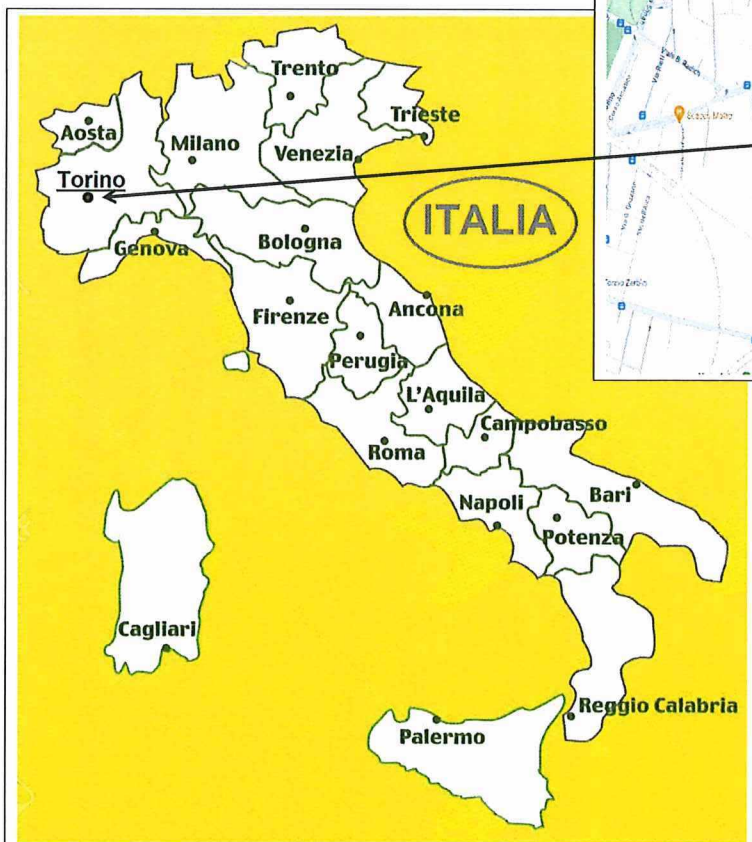 Trento
Aosta
Milano
Trieste
Venezia
Torino
ITALIA
Genova
Bologna
Firenze
Ancona
Perugia
L'Aquila
Campobasso
Roma
Napoli
Bari
Potenza
Cagliari
Reggio Calabria
Palermo